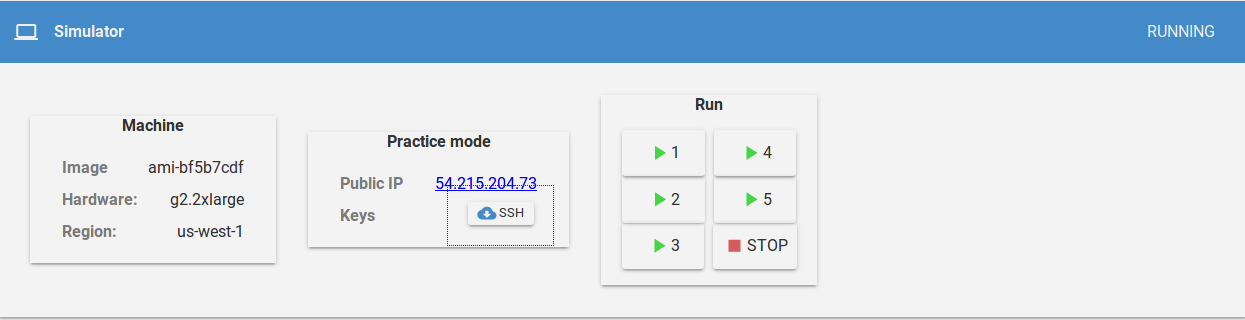 Simulator
RUNNING
Machine
Image ami-bf5b7cdf
Hardware: g2.2xlarge
Region: us-west-1
Practice mode
Public IP 54.215.204.73
Keys SSH
Run
1 4
2 5
3 STOP